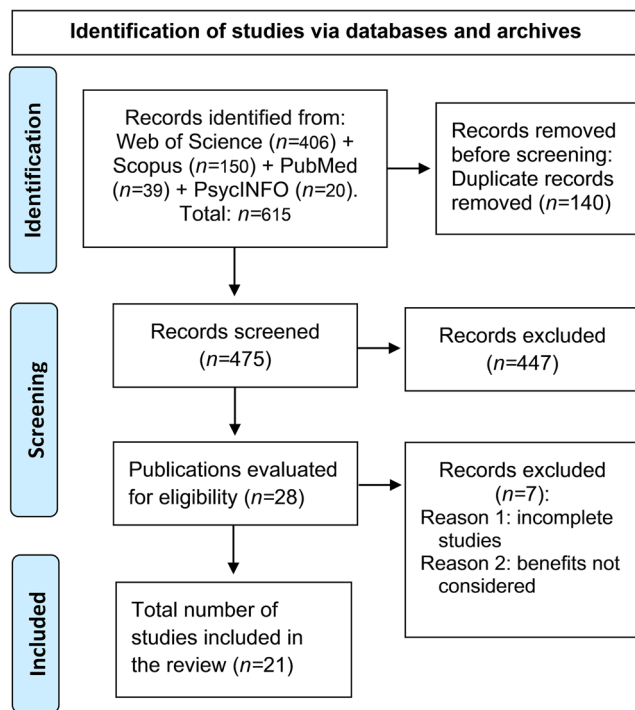 Identification of studies via databases and archives
Identification
Records identified from:
Web of Science (n=406) +
Scopus (n=150) + PubMed
(n=39) + PsycINFO (n=20).
Total: n=615
Records removed
before screening:
Duplicate records
removed (n=140)
Screening
Records screened
(n=475)
Records excluded
(n=447)
Publications evaluated
for eligibility (n=28)
Records excluded
(n=7):
Reason 1: incomplete
studies
Reason 2: benefits not
considered
Included
Total number of
studies included in
the review (n=21)